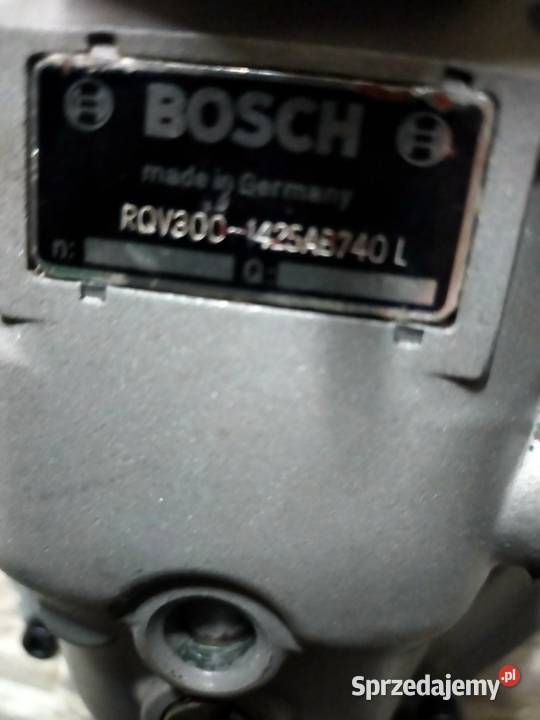 BOSCH
made in Germany
RQV300-1425AB740 L
n:
Q:
Sprzedajemy.pl